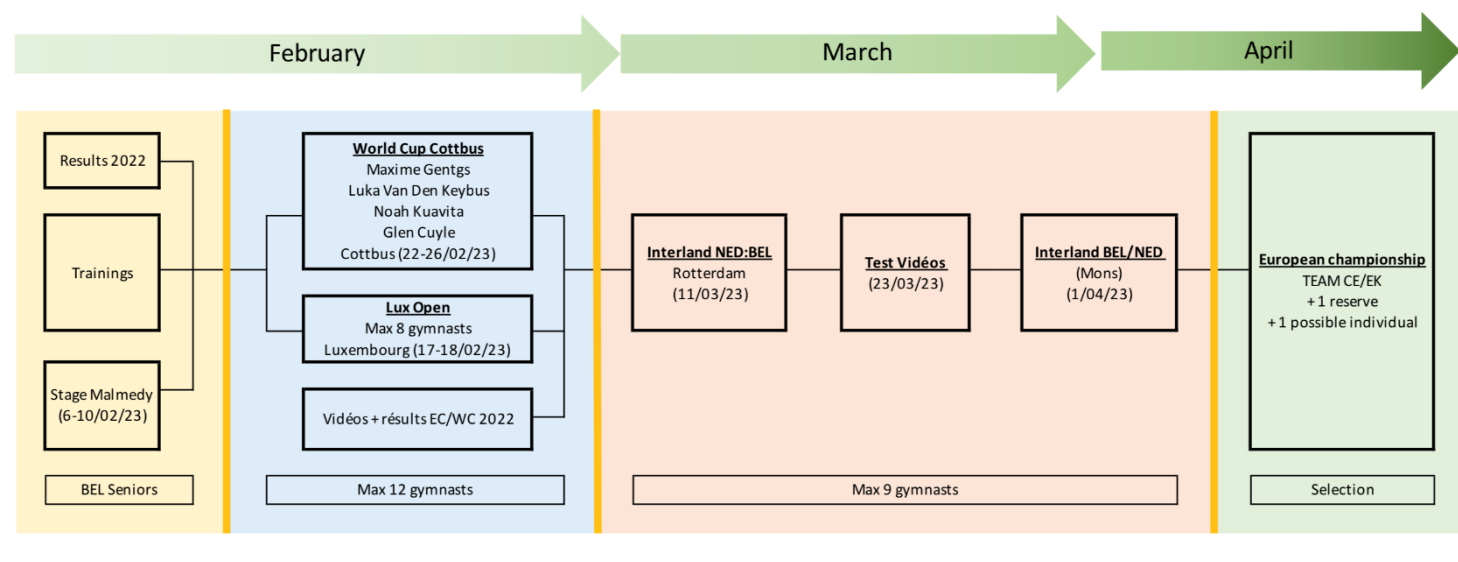 February
March
April
Results 2022
Trainings
Stage Malmedy
(6-10/02/23)
BEL Seniors
World Cup Cottbus
Maxime Gentgs
Luka Van Den Keybus
Noah Kuavita
Glen Cuyle
Cottbus (22-26/02/23)
Lux Open
Max 8 gymnasts
Luxembourg (17-18/02/23)
Vidéos + résults EC/WC 2022
Max 12 gymnasts
Interland NED:BEL
Rotterdam
(11/03/23)
Test Vidéos
(23/03/23)
Interland BEL/NED
(Mons)
(1/04/23)
Max 9 gymnasts
European championship
TEAM CE/EK
+ 1 reserve
+ 1 possible individual
Selection